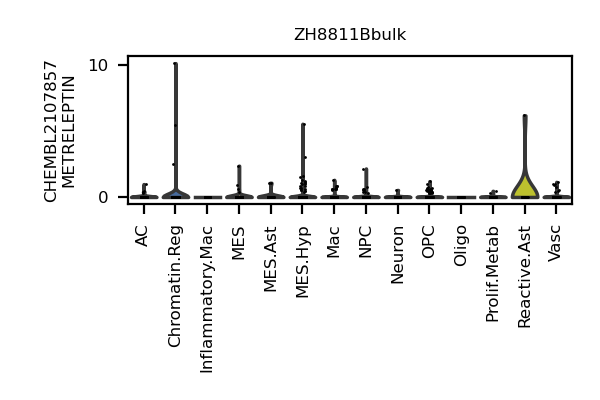 ZH8811Bbulk
CHEMBL2107857
METRELEPTIN
10
0
AC
Chromatin.Reg
Inflammatory.Mac
MES
MES.Ast
MES.Hyp
Mac
NPC
Neuron
OPC
Oligo
Prolif.Metab
Reactive.Ast
Vasc